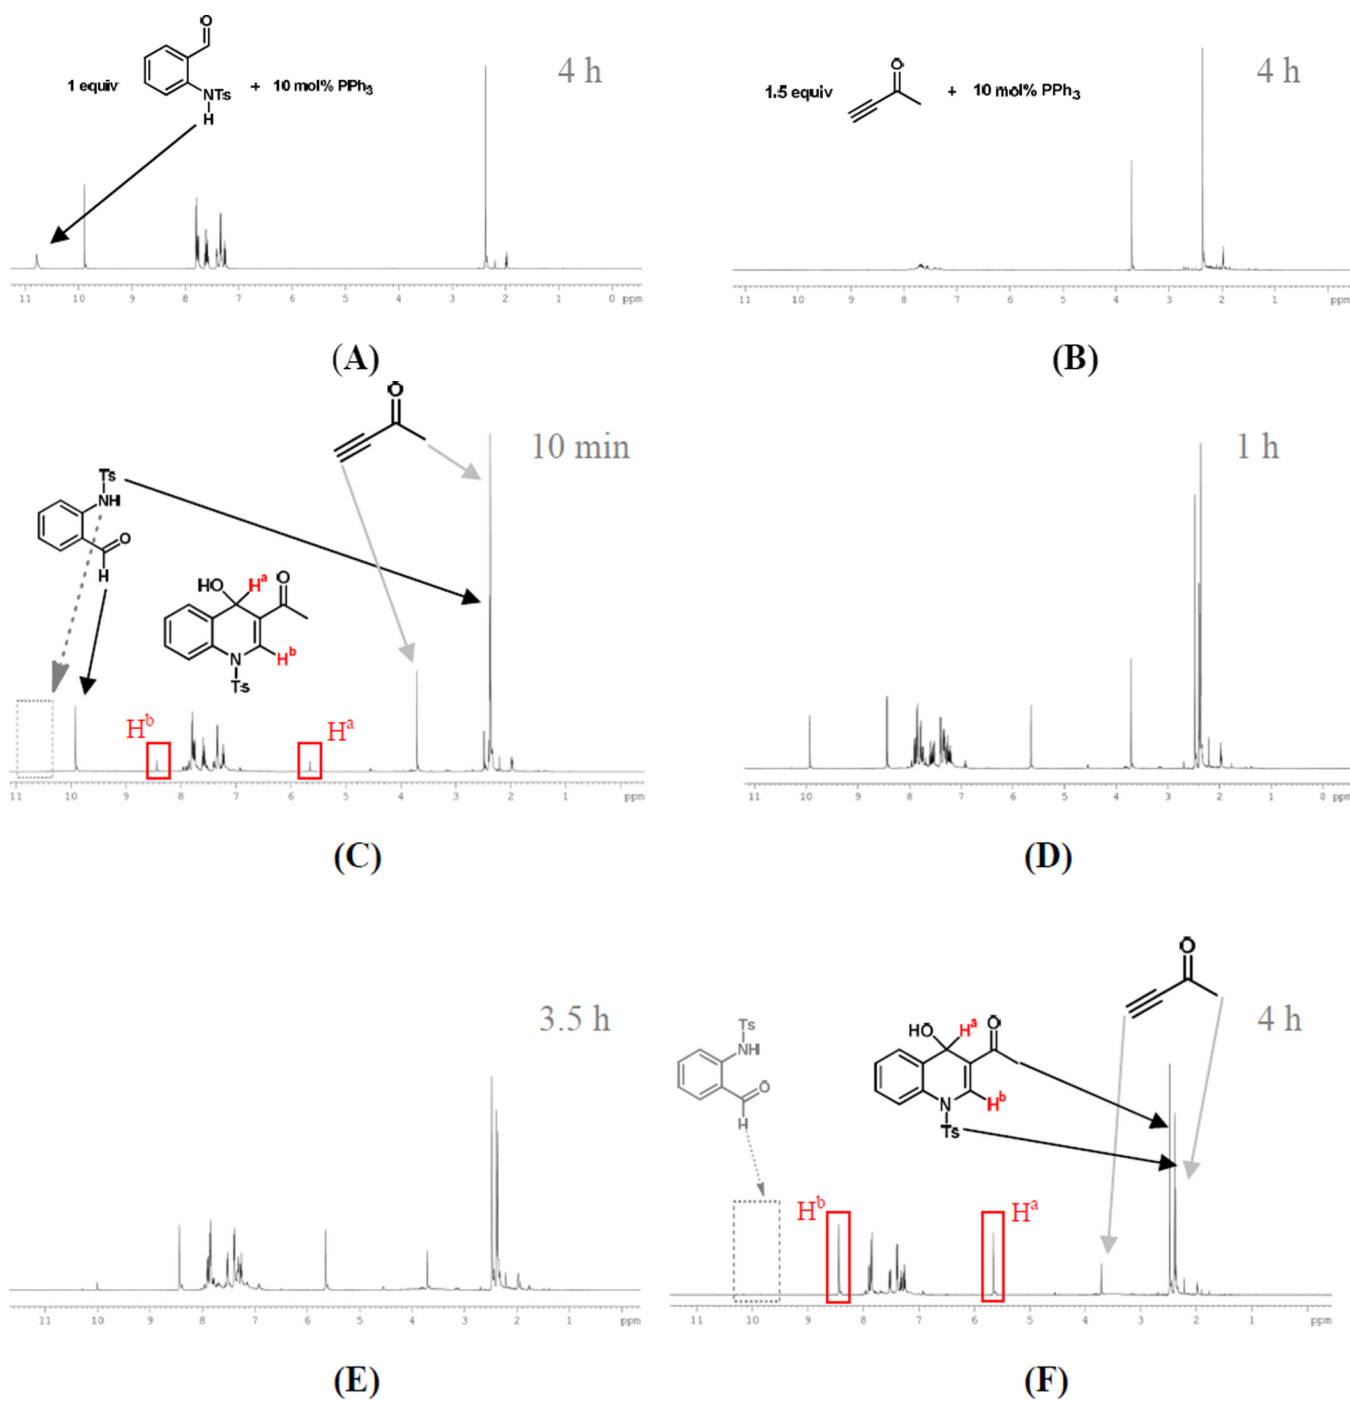 O
1 equiv
NTs
H
+ 10 mol% PPh3
4 h
11 10 9 8 7 6 5 4 3 2 1 0 ppm
(A)
O
1.5 equiv
+ 10 mol% PPh3
4 h
11 10 9 8 7 6 5 4 3 2 1 ppm
(B)
O
10 min
Ts
NH
O
H
HO
Ha
O
N
Hb
Ts
Hb
Ha
11 10 9 8 7 6 5 4 3 2 1 ppm
(C)
1 h
11 10 9 8 7 6 5 4 3 2 1 0 ppm
(D)
3.5 h
11 10 9 8 7 6 5 4 3 2 1 ppm
(E)
O
4 h
Ts
NH
O
H
HO
Ha
O
N
Hb
Ts
Hb
Ha
11 10 9 8 7 6 5 4 3 2 1 ppm
(F)